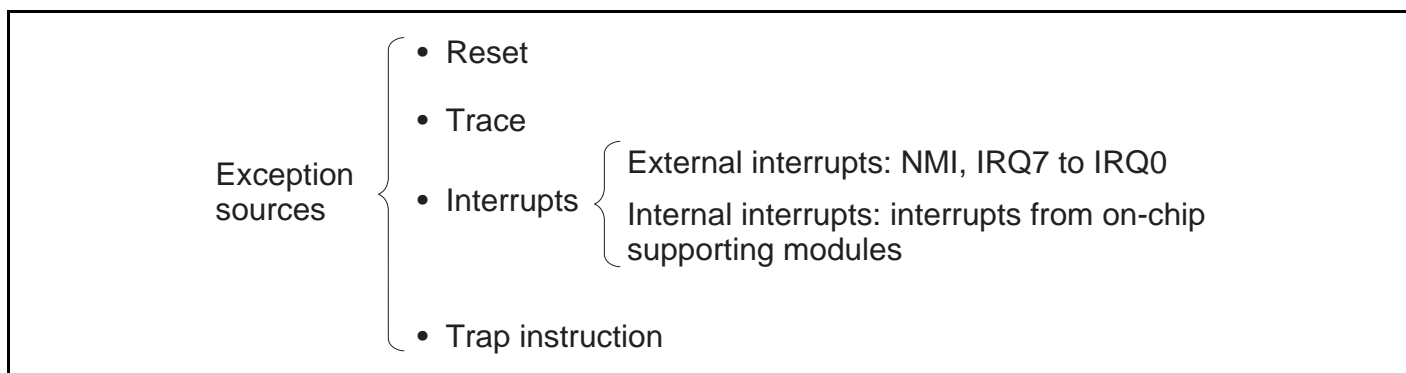 Exception
sources
• Reset
• Trace
• Interrupts
External interrupts: NMI, IRQ7 to IRQ0
Internal interrupts: interrupts from on-chip
supporting modules
• Trap instruction